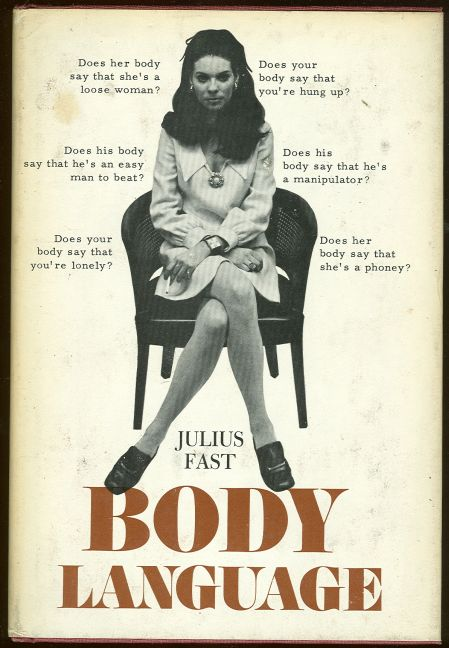 Does her body
say that she's a
loose woman?
Does your
body say that
you're hung up?
Does his body
say that he's an easy
man to beat?
Does his
body say that he's
a manipulator?
Does your
body say that
you're lonely?
Does her
body say that
she's a phoney?
JULIUS
FAST
BODY
LANGUAGE